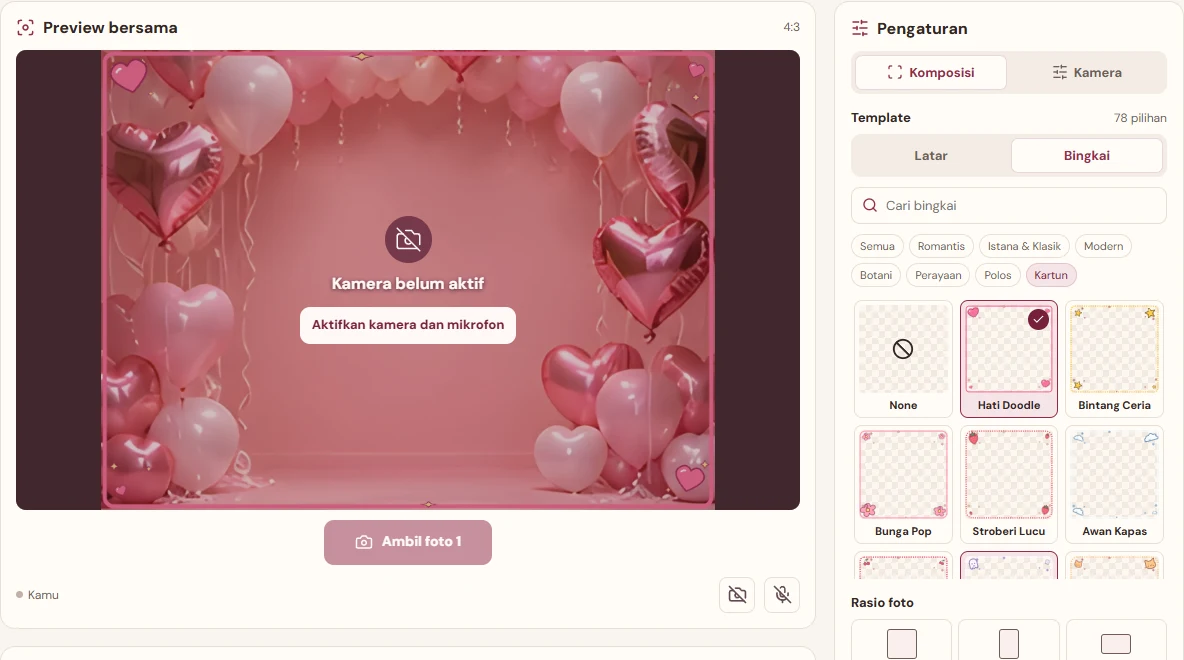 Preview bersama
4:3
Kamera belum aktif
Aktifkan kamera dan mikrofon
Ambil foto 1
Kamu
Pengaturan
Komposisi
Kamera
Template
78 pilihan
Latar
Bingkai
Cari bingkai
Semua
Romantis
Istana & Klasik
Modern
Botani
Perayaan
Polos
Kartun
None
Hati Doodle
Bintang Ceria
Bunga Pop
Stroberi Lucu
Awan Kapas
Rasio foto